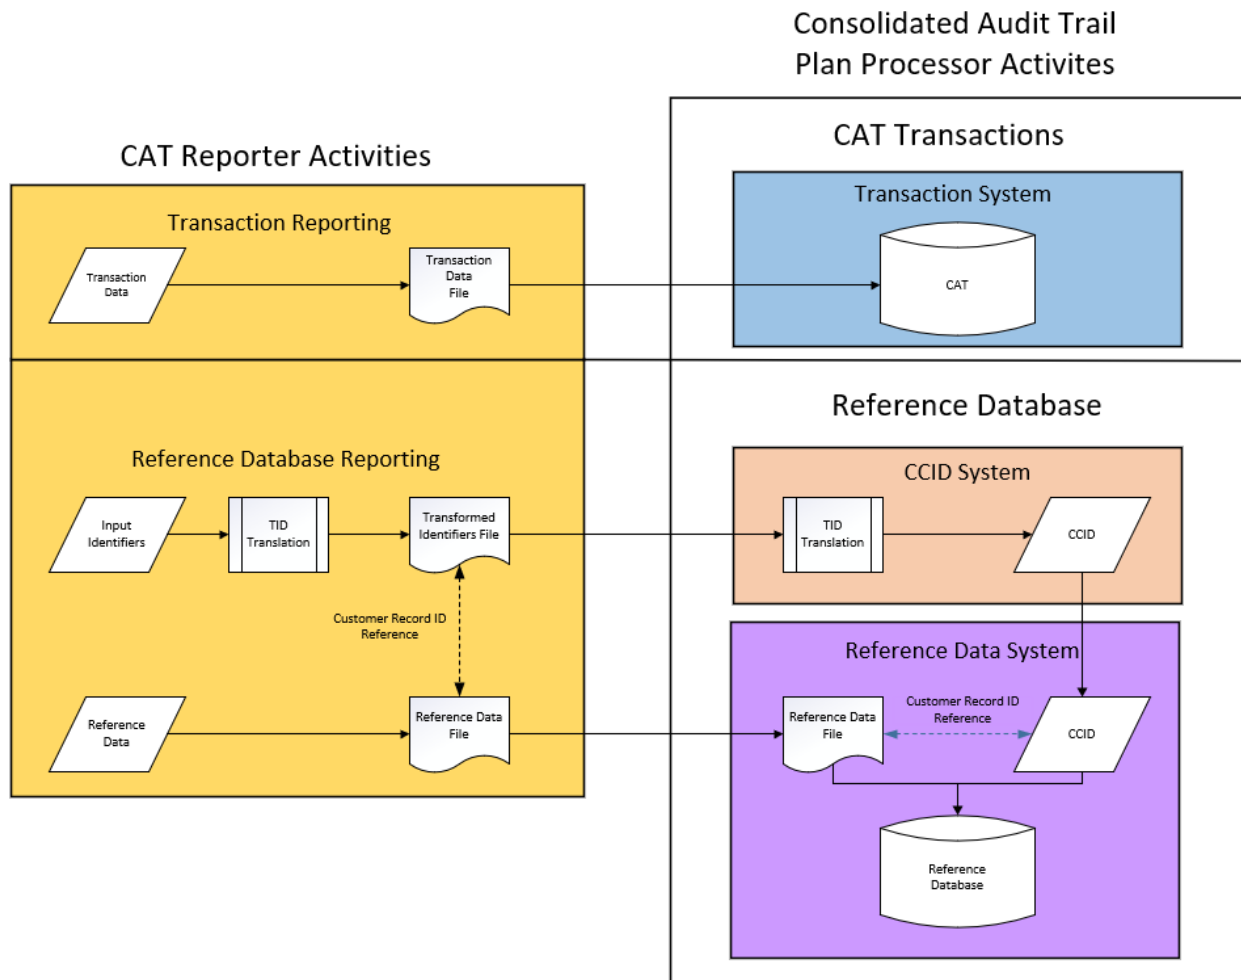 Consolidated Audit Trail
Plan Processor Activites
CAT Reporter Activities
CAT Transactions
Transaction Reporting
Transaction
Data
Transaction
Data
File
Transaction System
CAT
Reference Database Reporting
Input
Identifiers
TID
Translation
Transformed
Identifiers File
Customer Record ID
Reference
Reference
Data
Reference Data
File
Reference Database
CCID System
TID
Translation
CCID
Reference Data System
Reference Data
File
Customer Record ID
Reference
CCID
Reference
Database